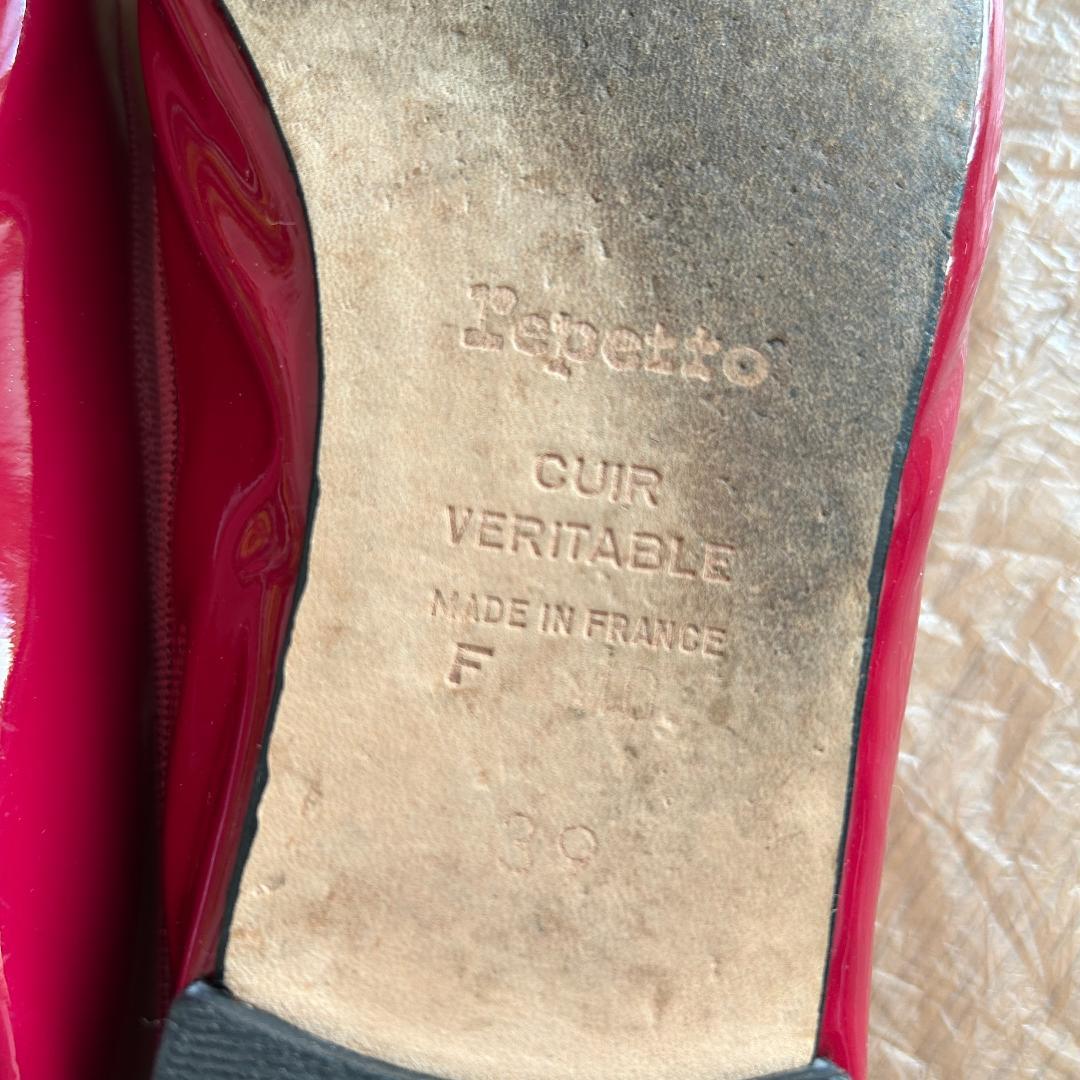 repetto
CUIR
VERITABLE
MADE IN FRANCE
F
39